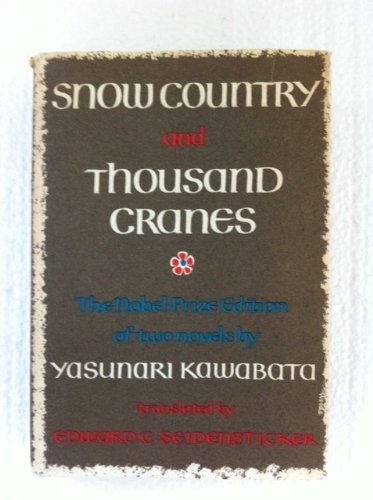 SNOW COUNTRY
and
THOUSAND
CRANES
The Nobel Prize Edition
of two novels by
YASUNARI KAWABATA
translated by
EDWARD G. SEIDENSTICKER